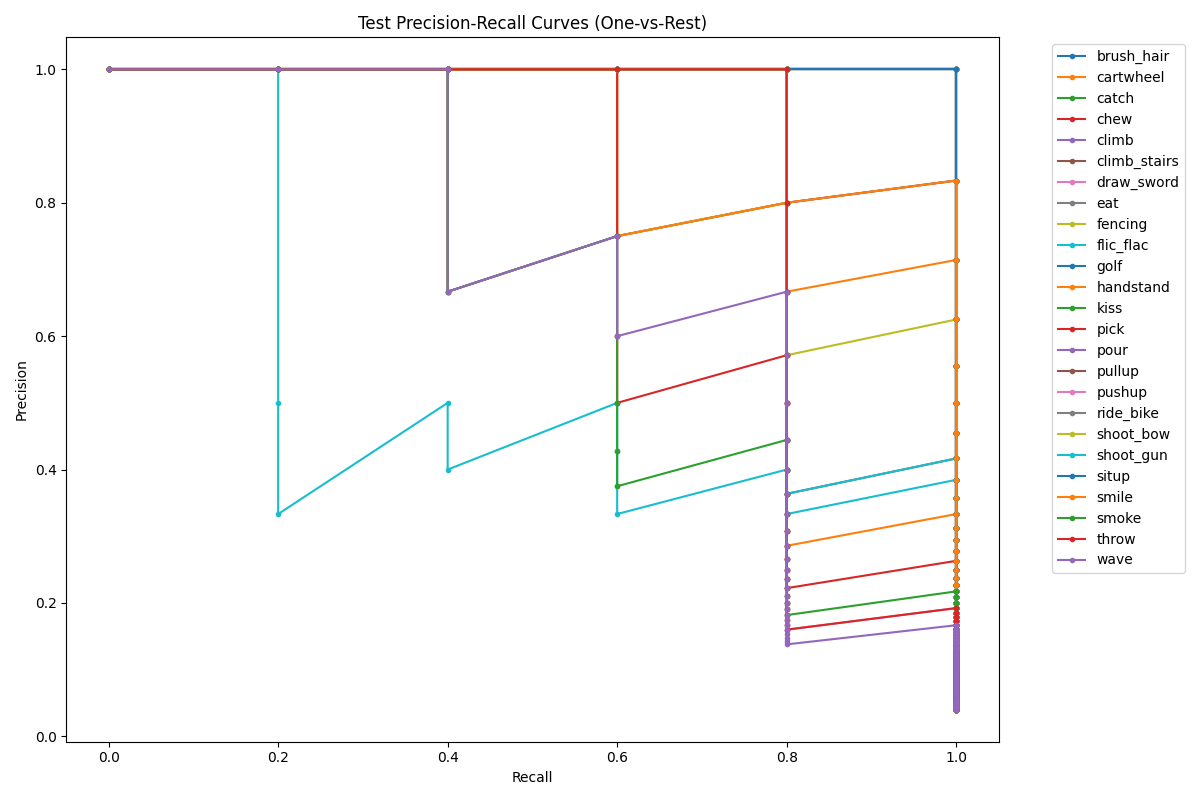 Test Precision-Recall Curves (One-vs-Rest)
1.0
0.8
0.6
0.4
0.2
0.0
Precision
0.0 0.2 0.4 0.6 0.8 1.0
Recall
brush_hair
cartwheel
catch
chew
climb
climb_stairs
draw_sword
eat
fencing
flic_flac
golf
handstand
kiss
pick
pour
pullup
pushup
ride_bike
shoot_bow
shoot_gun
situp
smile
smoke
throw
wave